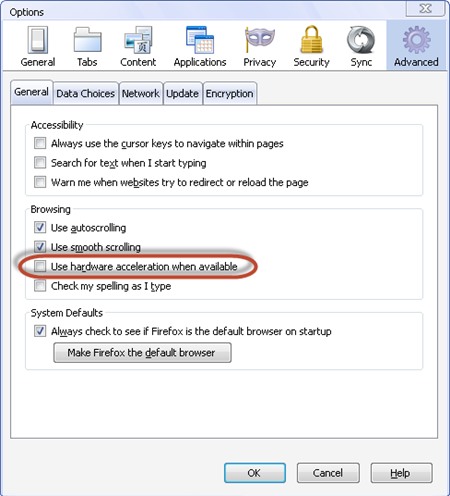 Options
General Tabs Content Applications Privacy Security Sync Advanced
General Data Choices Network Update Encryption
Accessibility
Always use the cursor keys to navigate within pages
Search for text when I start typing
Warn me when websites try to redirect or reload the page
Browsing
Use autoscrolling
Use smooth scrolling
Use hardware acceleration when available
Check my spelling as I type
System Defaults
Always check to see if Firefox is the default browser on startup
Make Firefox the default browser
OK Cancel Help